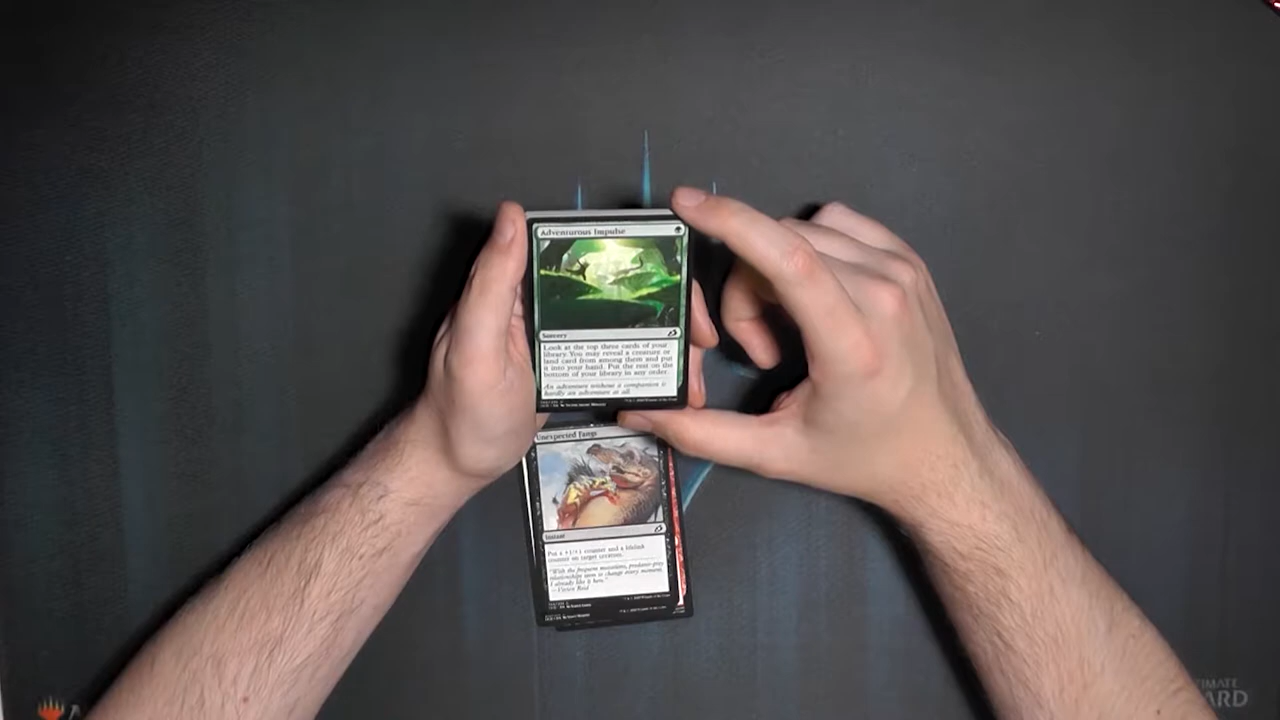 Adventurous Impulse
Sorcery
Look at the top three cards of your
library. You may reveal a creature or
land card from among them and put
it into your hand. Put the rest on the
bottom of your library in any order.
An adventure without a companion is
hardly an adventure at all.
Unexpected Fangs
Instant
Put a +1/+1 counter and a lifelink
counter on target creature.
"With the frequent mutations, predator-prey
relationships seem to change every moment.
I already like it here."
—Vivien Reid